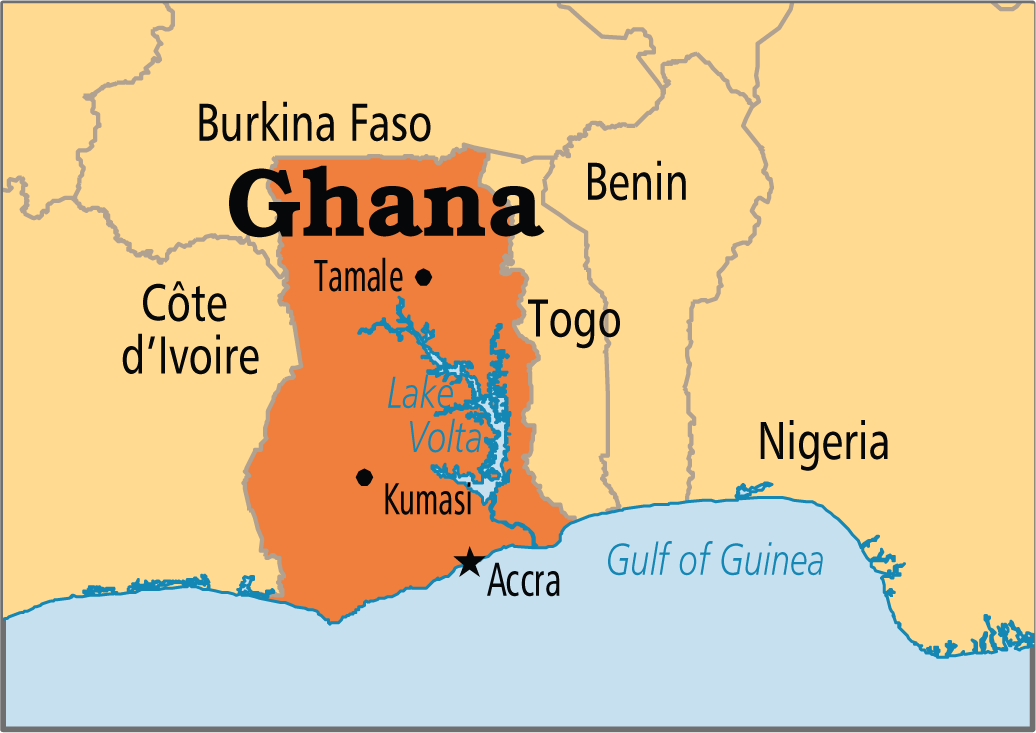 Burkina Faso
Ghana
Benin
Tamale
Côte
d’Ivoire
Togo
Lake
Volta
Nigeria
Kumasi
Gulf of Guinea
Accra